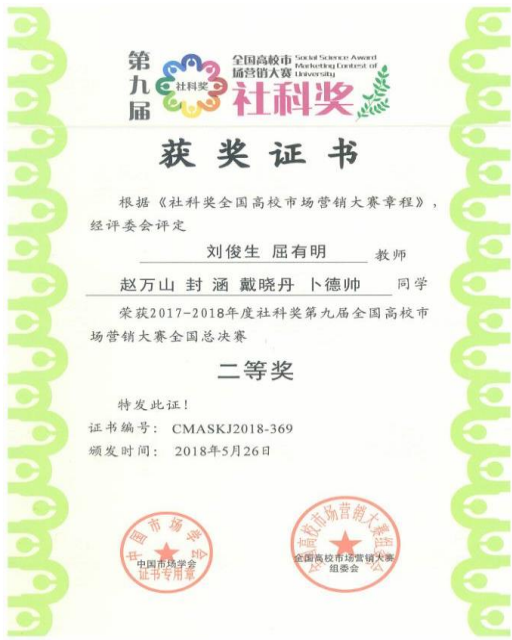 第九届
社科奖
全国高校市 Social Science Award
场营销大赛 Marketing Contest of
University
社科奖
获奖证书
根据《社科奖全国高校市场营销大赛章程》，
经评委会评定
刘俊生 屈有明 教师
赵万山 封 涵 戴晓丹 卜德帅 同学
荣获2017-2018年度社科奖第九届全国高校市
场营销大赛全国总决赛
二等奖
特发此证！
证书编号： CMASKJ2018-369
颁发时间： 2018年5月26日
中国市场学会
中国市场学会
证书专用章
全国高校市场营销大赛组委会
全国高校市场营销大赛
组委会